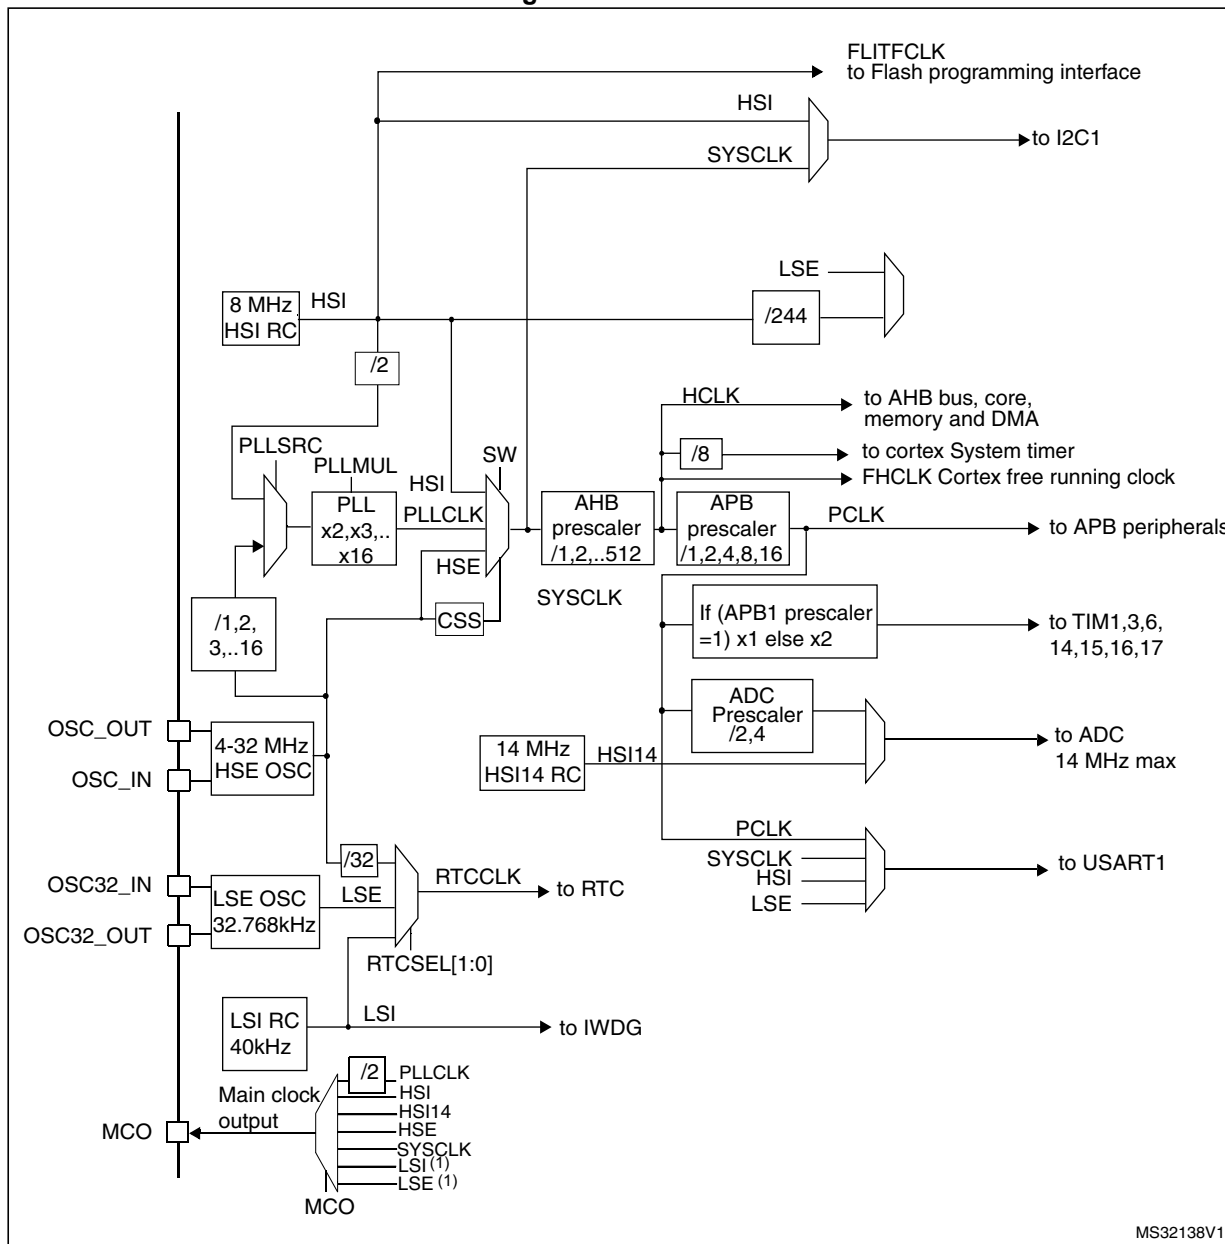 FLITFCLK
to Flash programming interface
HSI
to I2C1
SYSCLK
LSE
8 MHz
HSI RC
HSI
/244
/2
HCLK
to AHB bus, core,
memory and DMA
PLLSRC
SW
/8
to cortex System timer
PLLMUL
HSI
FHCLK Cortex free running clock
PLL
x2,x3,..
x16
PLLCLK
AHB
prescaler
/1,2,..512
APB
prescaler
/1,2,4,8,16
PCLK
to APB peripherals
HSE
SYSCLK
/1,2,
3,..16
CSS
If (APB1 prescaler
=1) x1 else x2
to TIM1,3,6,
14,15,16,17
OSC_OUT
OSC_IN
4-32 MHz
HSE OSC
14 MHz
HSI14 RC
HSI14
ADC
Prescaler
/2,4
to ADC
14 MHz max
PCLK
SYSCLK
HSI
LSE
to USART1
/32
OSC32_IN
OSC32_OUT
LSE OSC
32.768kHz
LSE
RTCCLK
to RTC
RTCSEL[1:0]
LSI RC
40kHz
LSI
to IWDG
/2
PLLCLK
HSI
HSI14
HSE
SYSCLK
LSI (1)
LSE (1)
Main clock
output
MCO
MCO
MS32138V1